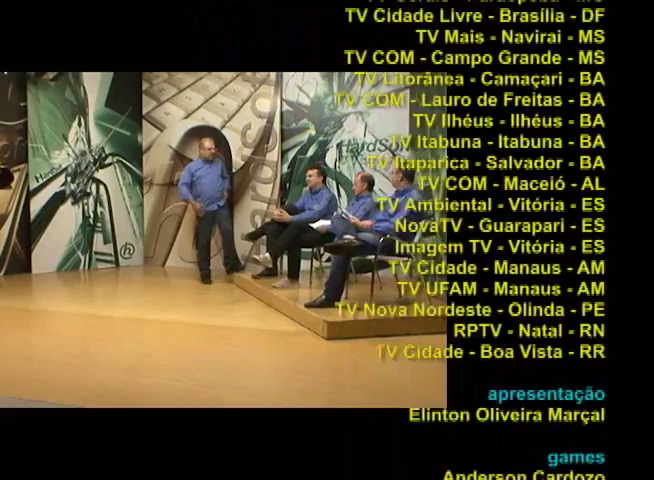 TV Cidade Livre - Brasília - DF
TV Mais - Navirai - MS
TV COM - Campo Grande - MS
TV Litorânea - Camaçari - BA
TV COM - Lauro de Freitas - BA
TV Ilhéus - Ilhéus - BA
TV Itabuna - Itabuna - BA
TV Itaparica - Salvador - BA
TV COM - Maceió - AL
TV Ambiental - Vitória - ES
NovaTV - Guarapari - ES
Imagem TV - Vitória - ES
TV Cidade - Manaus - AM
TV UFAM - Manaus - AM
TV Nova Nordeste - Olinda - PE
RPTV - Natal - RN
TV Cidade - Boa Vista - RR
apresentação
Elinton Oliveira Marçal
games
Anderson Cardozo